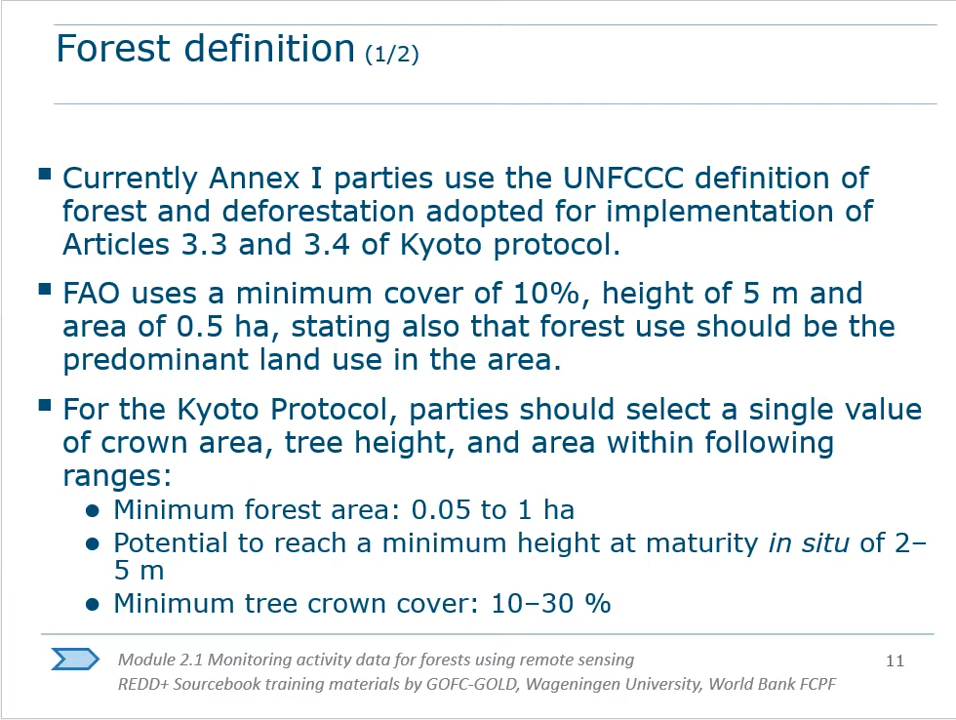 Forest definition (1/2)
■ Currently Annex I parties use the UNFCCC definition of
forest and deforestation adopted for implementation of
Articles 3.3 and 3.4 of Kyoto protocol.
■ FAO uses a minimum cover of 10%, height of 5 m and
area of 0.5 ha, stating also that forest use should be the
predominant land use in the area.
■ For the Kyoto Protocol, parties should select a single value
of crown area, tree height, and area within following
ranges:
● Minimum forest area: 0.05 to 1 ha
● Potential to reach a minimum height at maturity in situ of 2–
5 m
● Minimum tree crown cover: 10–30 %
Module 2.1 Monitoring activity data for forests using remote sensing
REDD+ Sourcebook training materials by GOFC-GOLD, Wageningen University, World Bank FCPF
11